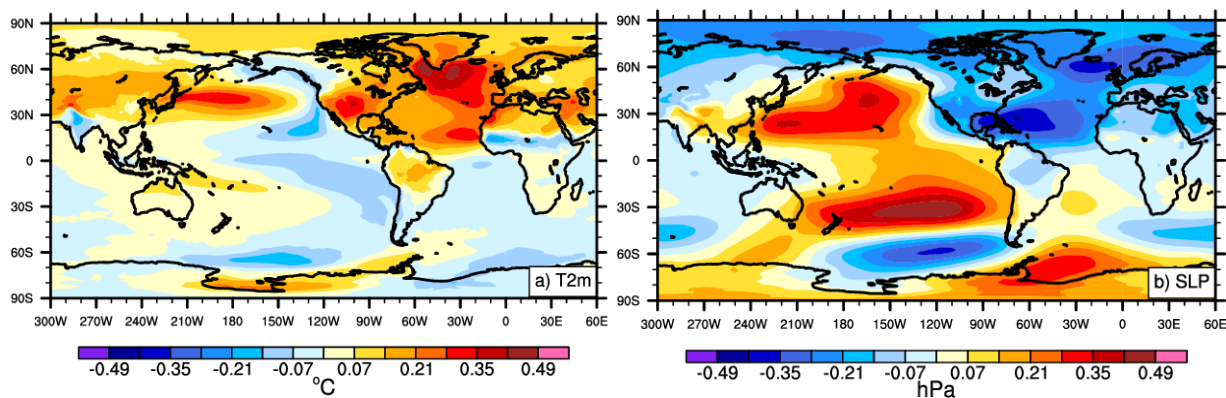 90N
60N
30N
0
30S
60S
90S
300W 270W 240W 210W 180 150W 120W 90W 60W 30W 0 30E 60E
a) T2m
-0.49 -0.35 -0.21 -0.07 0.07 0.21 0.35 0.49
°C
90N
60N
30N
0
30S
60S
90S
300W 270W 240W 210W 180 150W 120W 90W 60W 30W 0 30E 60E
b) SLP
-0.49 -0.35 -0.21 -0.07 0.07 0.21 0.35 0.49
hPa